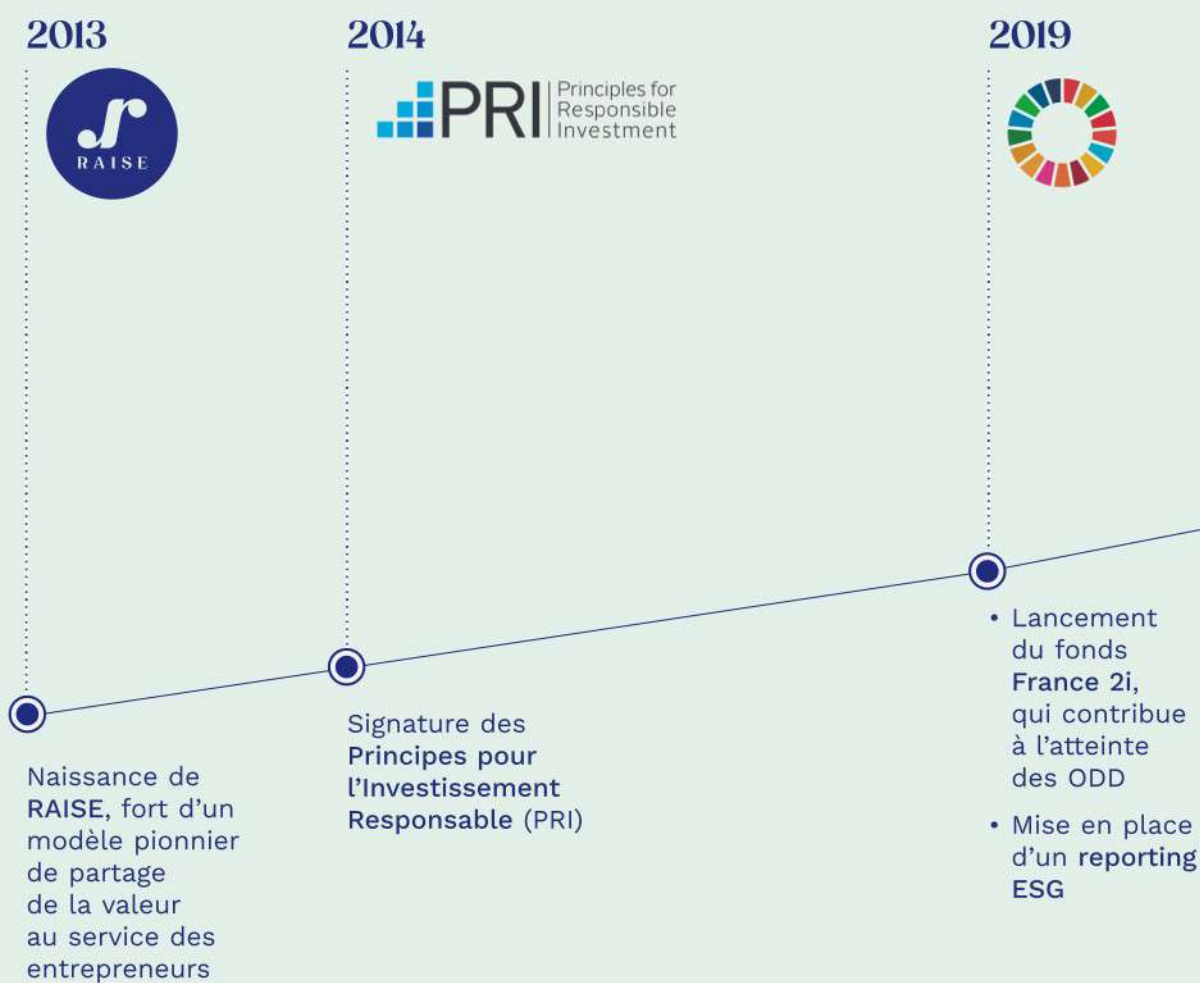 2013
RAISE
Naissance de
RAISE, fort d'un
modèle pionnier
de partage
de la valeur
au service des
entrepreneurs
2014
PRI
Principles for
Responsible
Investment
Signature des
Principes pour
l'Investissement
Responsable (PRI)
2019
• Lancement
du fonds
France 2i,
qui contribue
à l'atteinte
des ODD
• Mise en place
d'un reporting
ESG